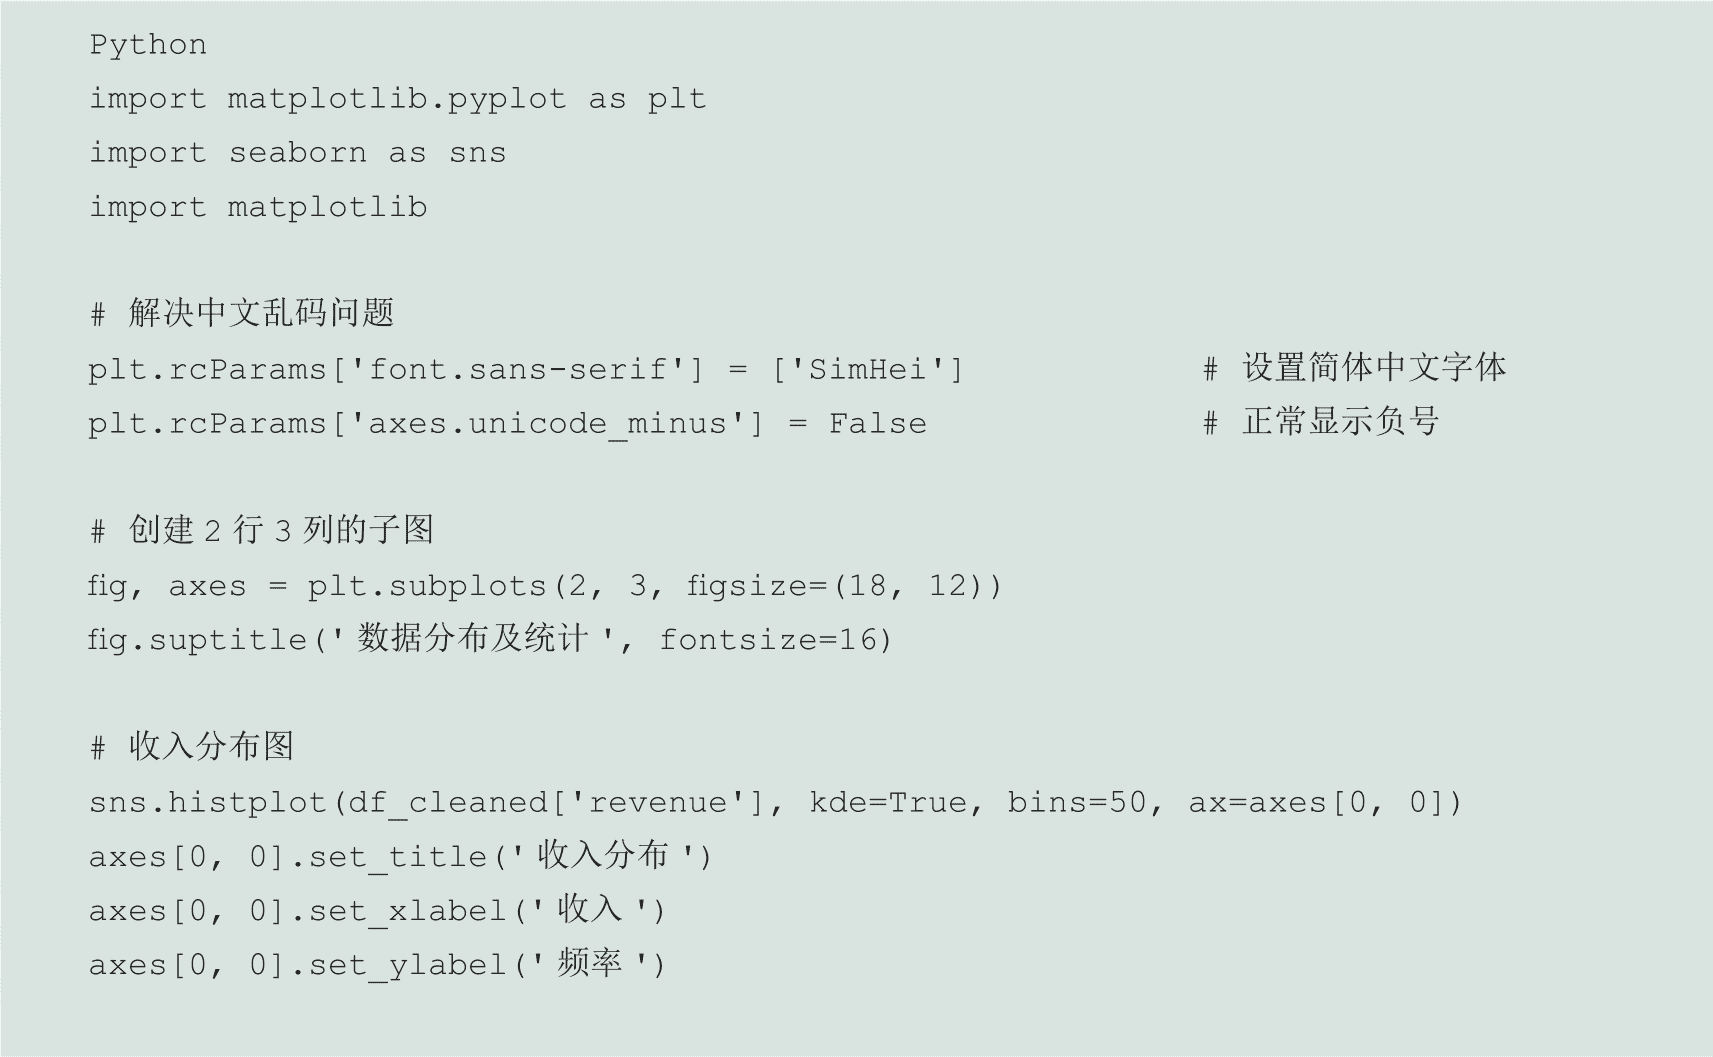 Python
import matplotlib.pyplot as plt
import seaborn as sns
import matplotlib
# 解决中文乱码问题
plt.rcParams['font.sans-serif'] = ['SimHei'] # 设置简体中文字体
plt.rcParams['axes.unicode_minus'] = False # 正常显示负号
# 创建 2 行 3 列的子图
fig, axes = plt.subplots(2, 3, figsize=(18, 12))
fig.suptitle(' 数据分布及统计 ', fontsize=16)
# 收入分布图
sns.histplot(df_cleaned['revenue'], kde=True, bins=50, ax=axes[0, 0])
axes[0, 0].set_title(' 收入分布 ')
axes[0, 0].set_xlabel(' 收入 ')
axes[0, 0].set_ylabel(' 频率 ')